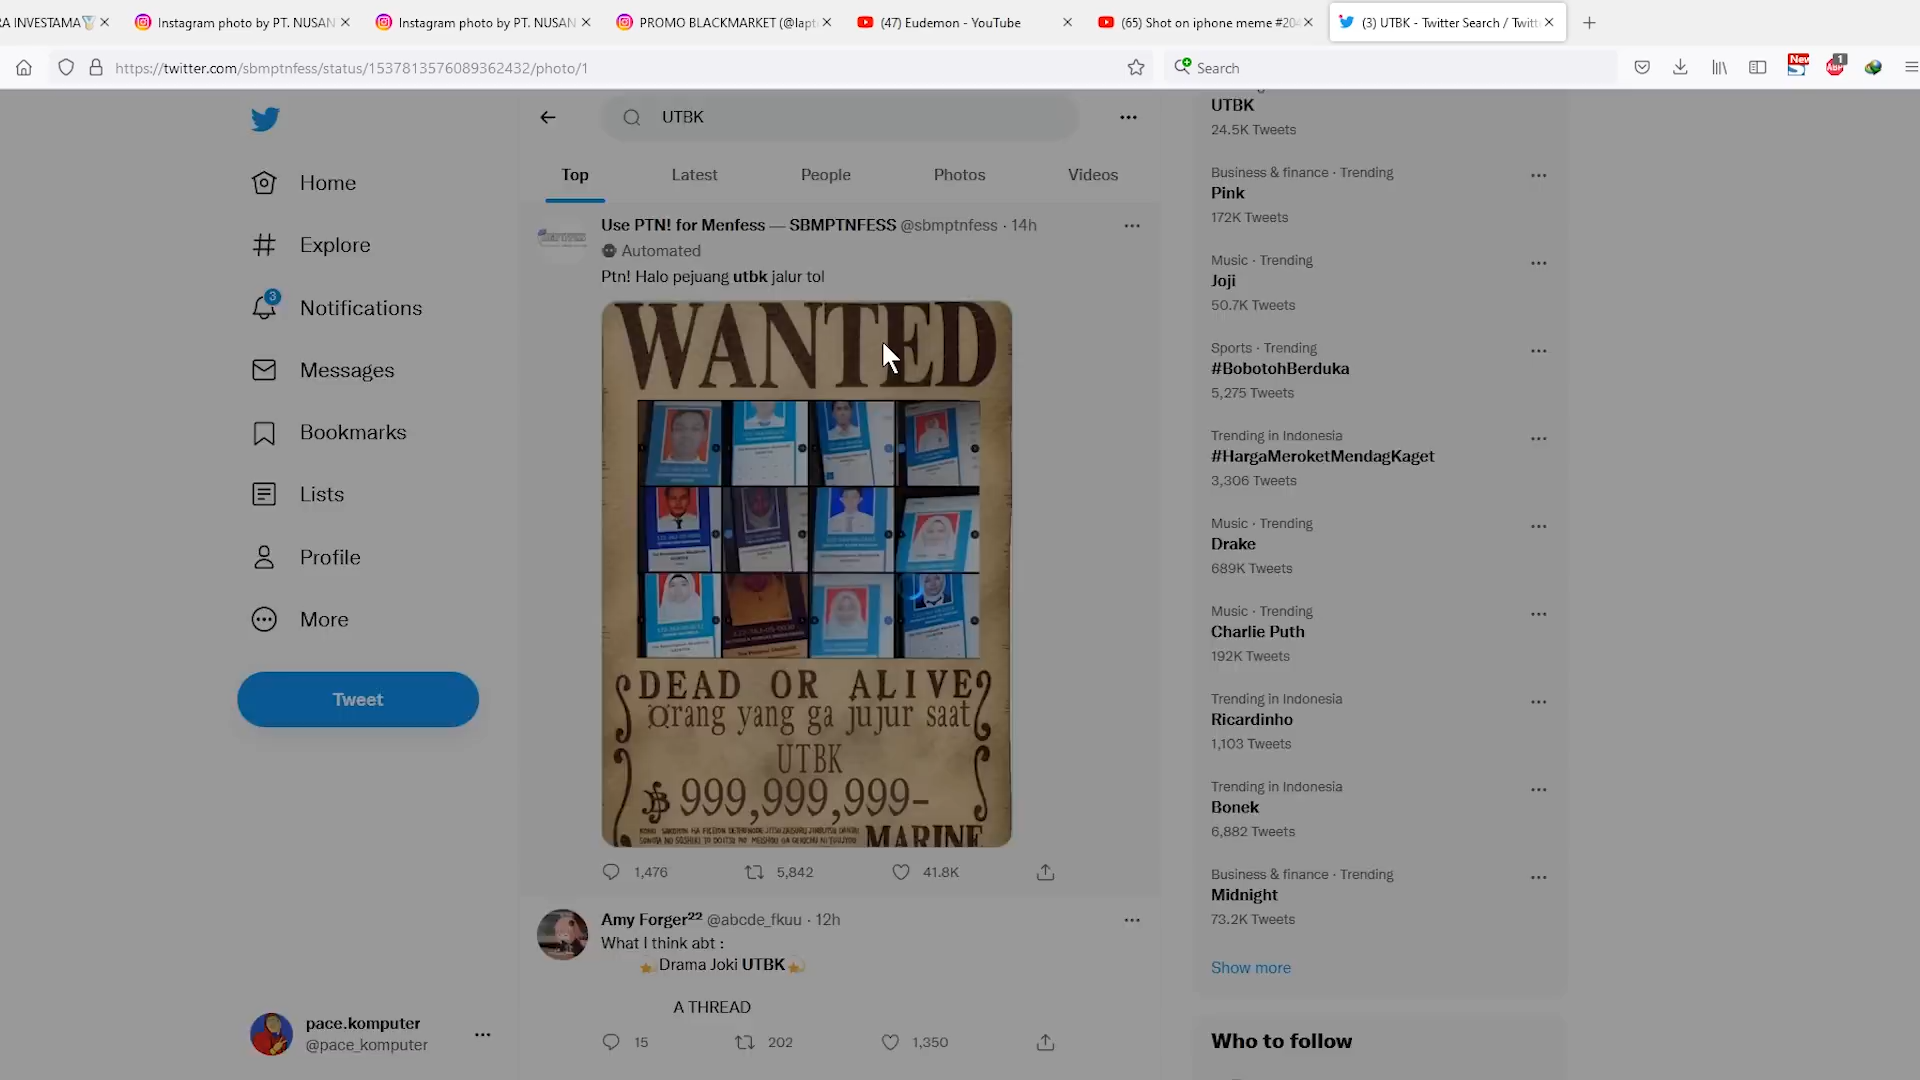 RA INVESTAMA
Instagram photo by PT. NUSAN
Instagram photo by PT. NUSAN
PROMO BLACKMARKET (@lapt
(47) Eudemon - YouTube
(65) Shot on iphone meme #20
(3) UTBK - Twitter Search / Twitt
https://twitter.com/sbmptnfess/status/1537813576089362432/photo/1
Search
New
ABP
1
Home
Explore
3
Notifications
Messages
Bookmarks
Lists
Profile
More
Tweet
pace.komputer
@pace_komputer
UTBK
Top
Latest
People
Photos
Videos
Use PTN! for Menfess — SBMPTNFESS @sbmptnfess · 14h
Automated
Ptn! Halo pejuang utbk jalur tol
WANTED
DEAD OR ALIVE
Orang yang ga jujur saat
UTBK
999,999,999-
MARINE
1,476
5,842
41.8K
Amy Forger²² @abcde_fkuu · 12h
What I think abt :
Drama Joki UTBK
A THREAD
15
202
1,350
UTBK
24.5K Tweets
Business & finance · Trending
Pink
172K Tweets
Music · Trending
Joji
50.7K Tweets
Sports · Trending
#BobotohBerduka
5,275 Tweets
Trending in Indonesia
#HargaMeroketMendagKaget
3,306 Tweets
Music · Trending
Drake
689K Tweets
Music · Trending
Charlie Puth
192K Tweets
Trending in Indonesia
Ricardinho
1,103 Tweets
Trending in Indonesia
Bonek
6,882 Tweets
Business & finance · Trending
Midnight
73.2K Tweets
Show more
Who to follow